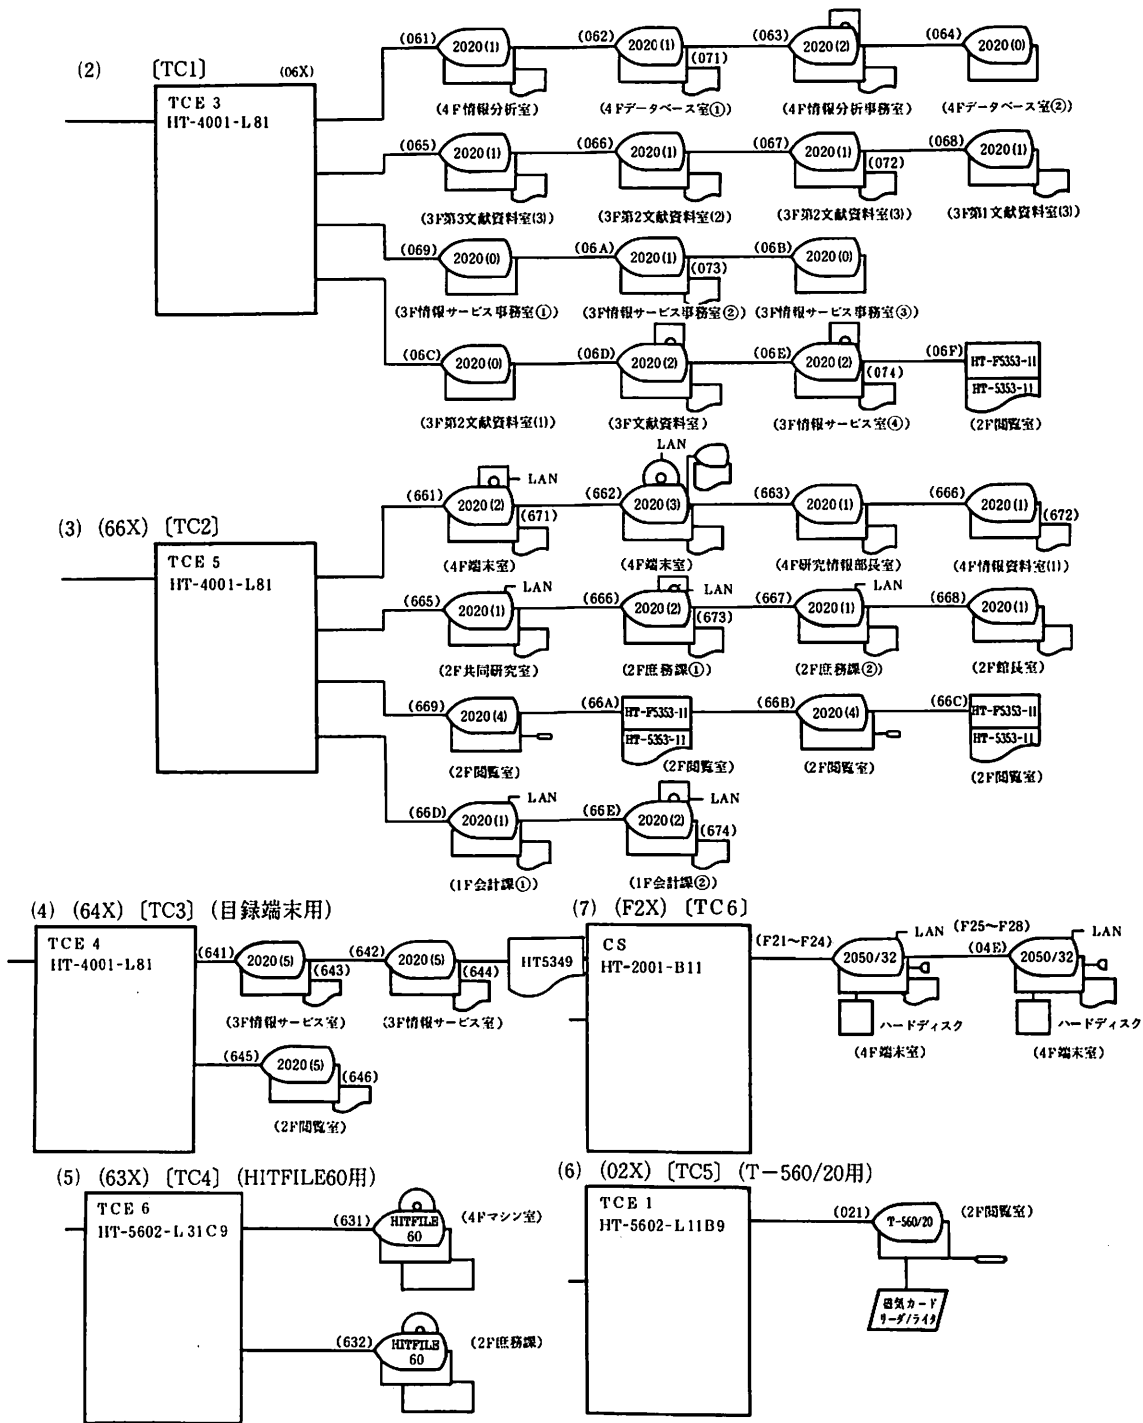 (2) 〔TC1〕 (06X)
TCE 3
HT-4001-L81
(061) 2020(1) (062) 2020(1) (071) (063) 2020(2) (064) 2020(0)
(4F情報分析室) (4Fデータベース室①) (4F情報分析事務室) (4Fデータベース室②)
(065) 2020(1) (066) 2020(1) (067) 2020(1) (072) (068) 2020(1)
(3F第3文献資料室(3)) (3F第2文献資料室(2)) (3F第2文献資料室(3)) (3F第1文献資料室(3))
(069) 2020(0) (06A) 2020(1) (073) (06B) 2020(0)
(3F情報サービス事務室①) (3F情報サービス事務室②) (3F情報サービス事務室③)
(06C) 2020(0) (06D) 2020(2) (06E) 2020(2) (074) (06F) HT-F5353-11
HT-5353-11
(3F第2文献資料室(1)) (3F文献資料室) (3F情報サービス室④) (2F閲覧室)
(3) (66X) 〔TC2〕
TCE 5
HT-4001-L81
LAN LAN
(661) 2020(2) (671) (662) 2020(3) (663) 2020(1) (666) 2020(1) (672)
(4F端末室) (4F端末室) (4F研究情報部長室) (4F情報資料室(1))
LAN LAN LAN
(665) 2020(1) (666) 2020(2) (673) (667) 2020(1) (668) 2020(1)
(2F共同研究室) (2F庶務課①) (2F庶務課②) (2F館長室)
(669) 2020(4) (66A) HT-F5353-11 (66B) 2020(4) (66C) HT-F5353-11
HT-5353-11 HT-5353-11
(2F閲覧室) (2F閲覧室) (2F閲覧室) (2F閲覧室)
LAN LAN
(66D) 2020(1) (66E) 2020(2) (674)
(1F会計課①) (1F会計課②)
(4) (64X) 〔TC3〕 (目録端末用)
TCE 4
HT-4001-L81
(641) 2020(5) (643) (642) 2020(5) (644) HT5349
(3F情報サービス室) (3F情報サービス室)
(645) 2020(5) (646)
(2F閲覧室)
(7) (F2X) 〔TC6〕
CS
HT-2001-B11
(F21~F24) LAN (F25~F28) LAN
2050/32 (04E) 2050/32
ハードディスク ハードディスク
(4F端末室) (4F端末室)
(5) (63X) 〔TC4〕 (HITFILE60用)
TCE 6
HT-5602-L31C9
(631) HITFILE 60 (4Fマシン室)
(632) HITFILE 60 (2F庶務課)
(6) (02X) 〔TC5〕 (T-560/20用)
TCE 1
HT-5602-L11B9
(021) T-560/20 (2F閲覧室)
磁気カード
リーダ/ライタ